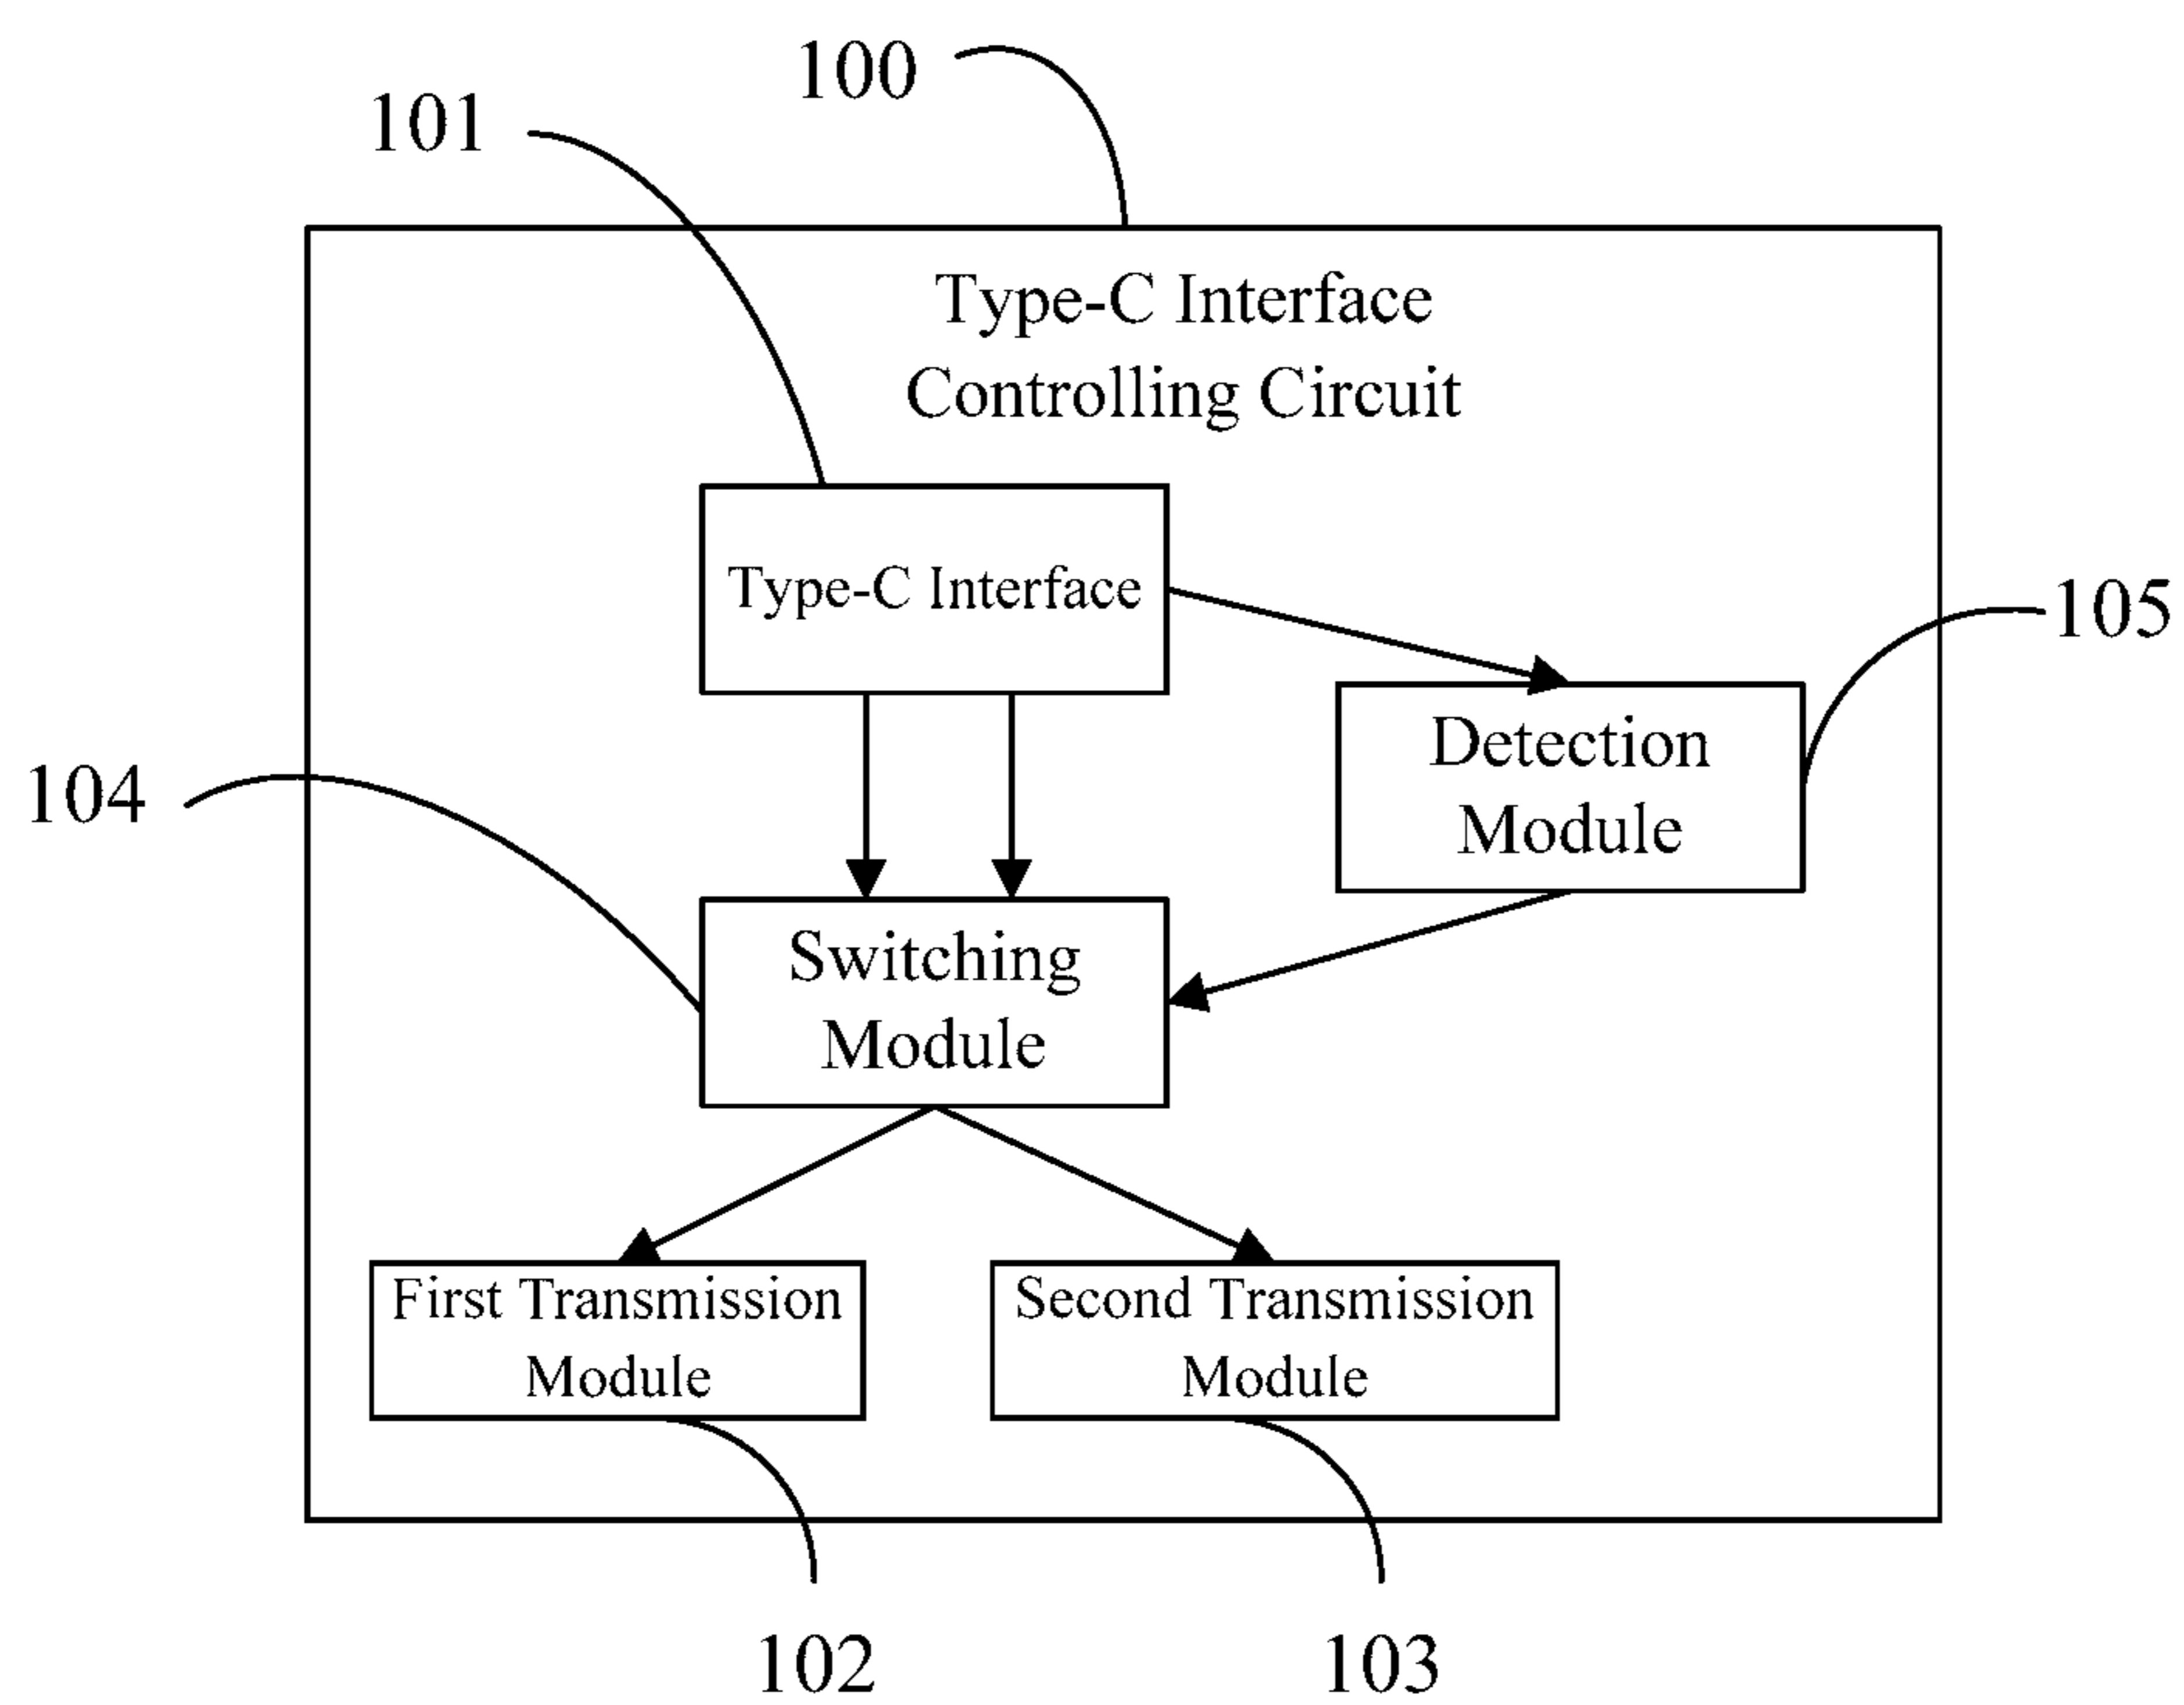 100
101
Type-C Interface
Controlling Circuit
Type-C Interface
105
Detection
Module
104
Switching
Module
First Transmission
Module
Second Transmission
Module
102
103